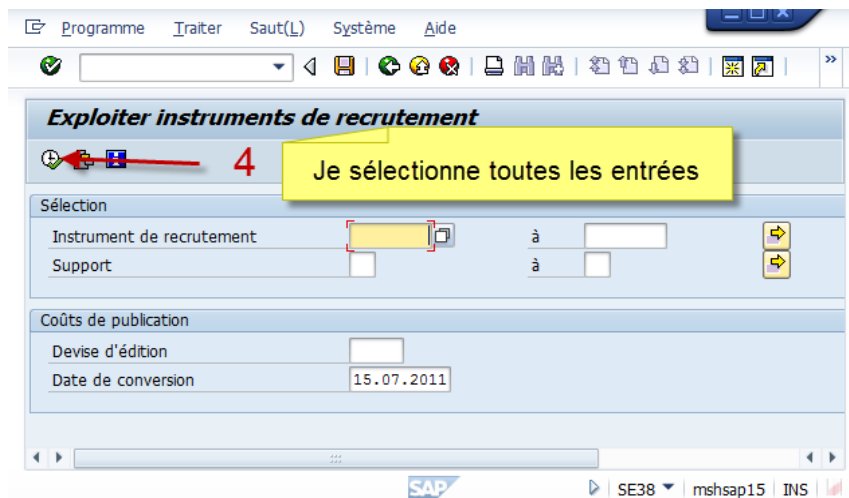 Programme Traiter Saut(L) Système Aide
»
Exploiter instruments de recrutement
4
Je sélectionne toutes les entrées
Sélection
Instrument de recrutement à
Support à
Coûts de publication
Devise d'édition
Date de conversion 15.07.2011
SAP SE38 mshsap15 INS